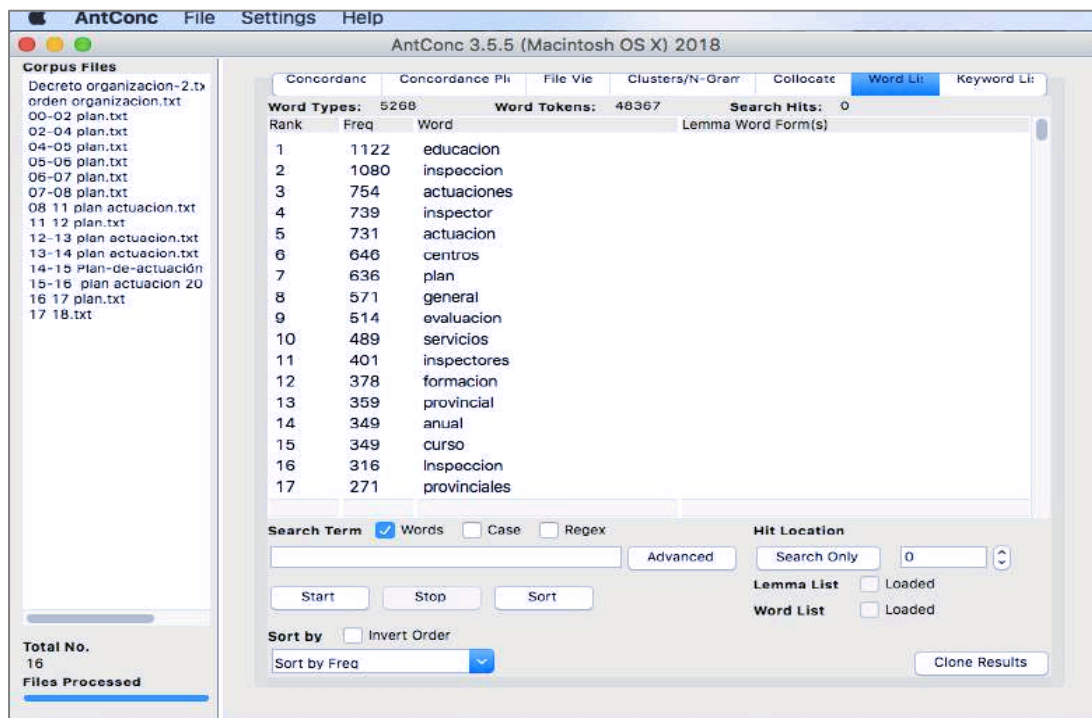 AntConc File Settings Help
AntConc 3.5.5 (Macintosh OS X) 2018
Corpus Files
Decreto organizacion-2.tx
orden organizacion.txt
00-02 plan.txt
02-04 plan.txt
04-05 plan.txt
05-06 plan.txt
06-07 plan.txt
07-08 plan.txt
08 11 plan actuacion.txt
11 12 plan.txt
12-13 plan actuacion.txt
13-14 plan actuacion.txt
14-15 Plan-de-actuación
15-16 plan actuacion 20
16 17 plan.txt
17 18.txt
Total No.
16
Files Processed
Concordanc Concordance Pl File Vie Clusters/N-Gram Collocate Word Li Keyword Li
Word Types: 5268 Word Tokens: 48367 Search Hits: 0
Rank Freq Word Lemma Word Form(s)
1 1122 educacion
2 1080 inspeccion
3 754 actuaciones
4 739 inspector
5 731 actuacion
6 646 centros
7 636 plan
8 571 general
9 514 evaluacion
10 489 servicios
11 401 inspectores
12 378 formacion
13 359 provincial
14 349 anual
15 349 curso
16 316 Inspeccion
17 271 provinciales
Search Term Words Case Regex Hit Location
Advanced Search Only 0
Start Stop Sort Lemma List Loaded
Word List Loaded
Sort by Invert Order
Sort by Freq Clone Results